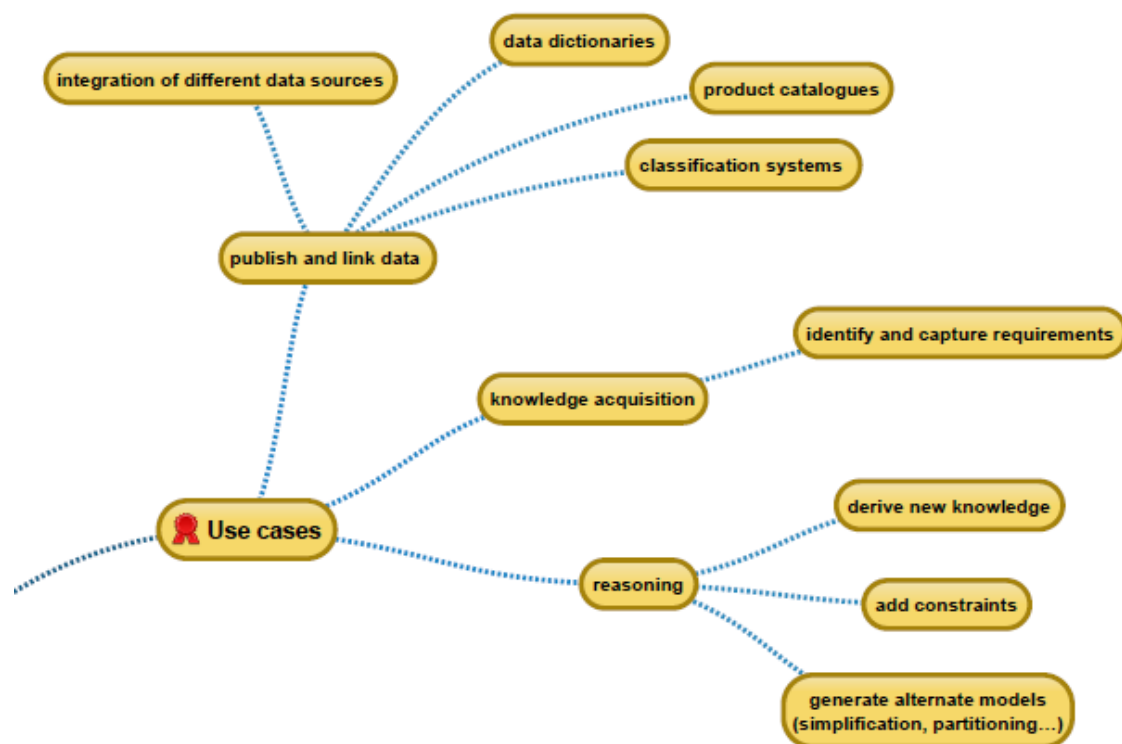 data dictionaries
integration of different data sources
product catalogues
classification systems
publish and link data
identify and capture requirements
knowledge acquisition
derive new knowledge
Use cases
reasoning
add constraints
generate alternate models
(simplification, partitioning...)